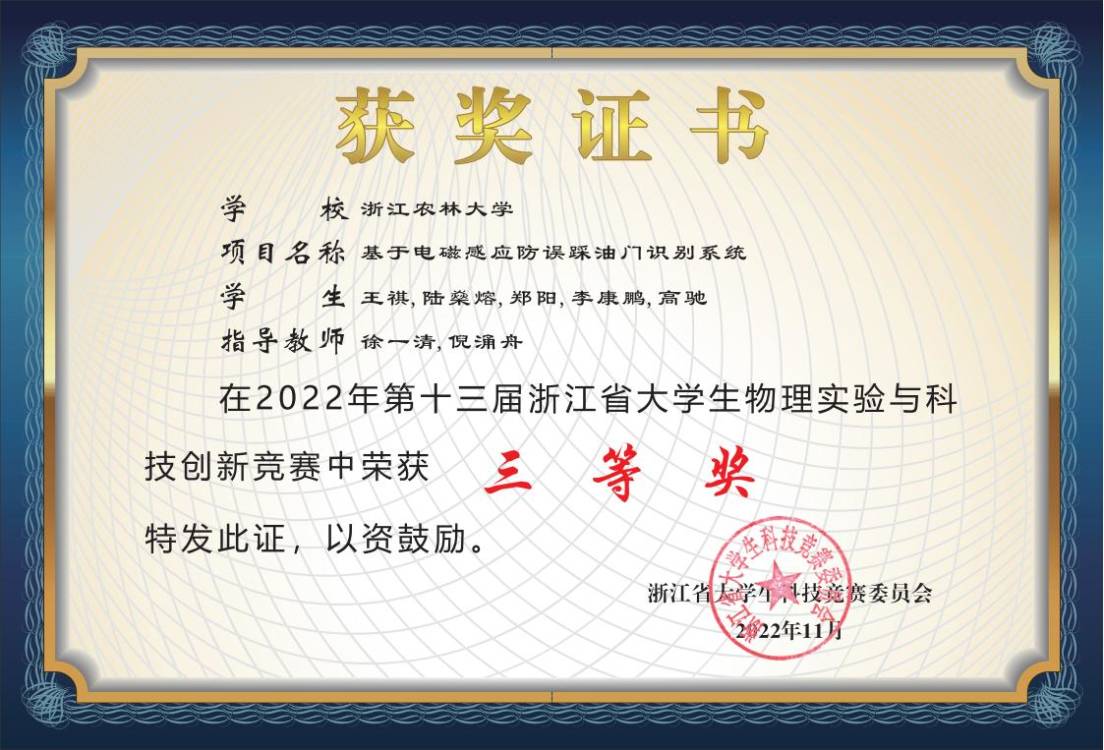 获奖证书
学 校 浙江农林大学
项目名称 基于电磁感应防误踩油门识别系统
学 生 王祺,陆燊熔,郑阳,李康鹏,高驰
指导教师 徐一清,倪涌舟
在2022年第十三届浙江省大学生物理实验与科
技创新竞赛中荣获 三等奖
特发此证，以资鼓励。
浙江省大学生科技竞赛委员会
2022年11月
浙江省大学生科技竞赛委员会